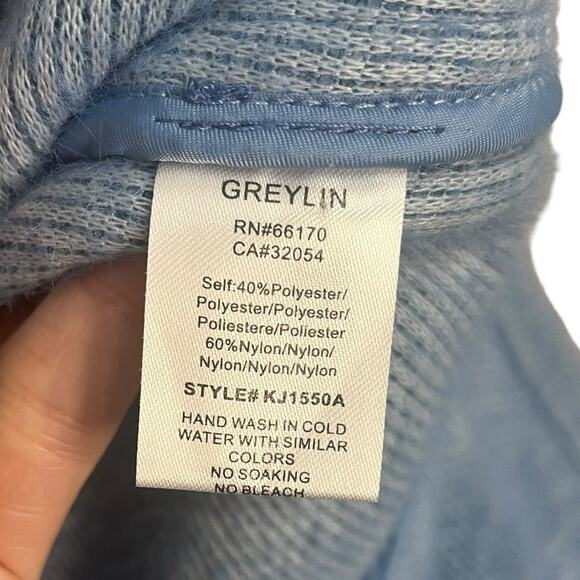 GREYLIN
RN#66170
CA#32054
Self:40%Polyester/
Polyester/Polyester/
Poliestere/Poliester
60%Nylon/Nylon/
Nylon/Nylon/Nylon
STYLE# KJ1550A
HAND WASH IN COLD
WATER WITH SIMILAR
COLORS
NO SOAKING
NO BLEACH